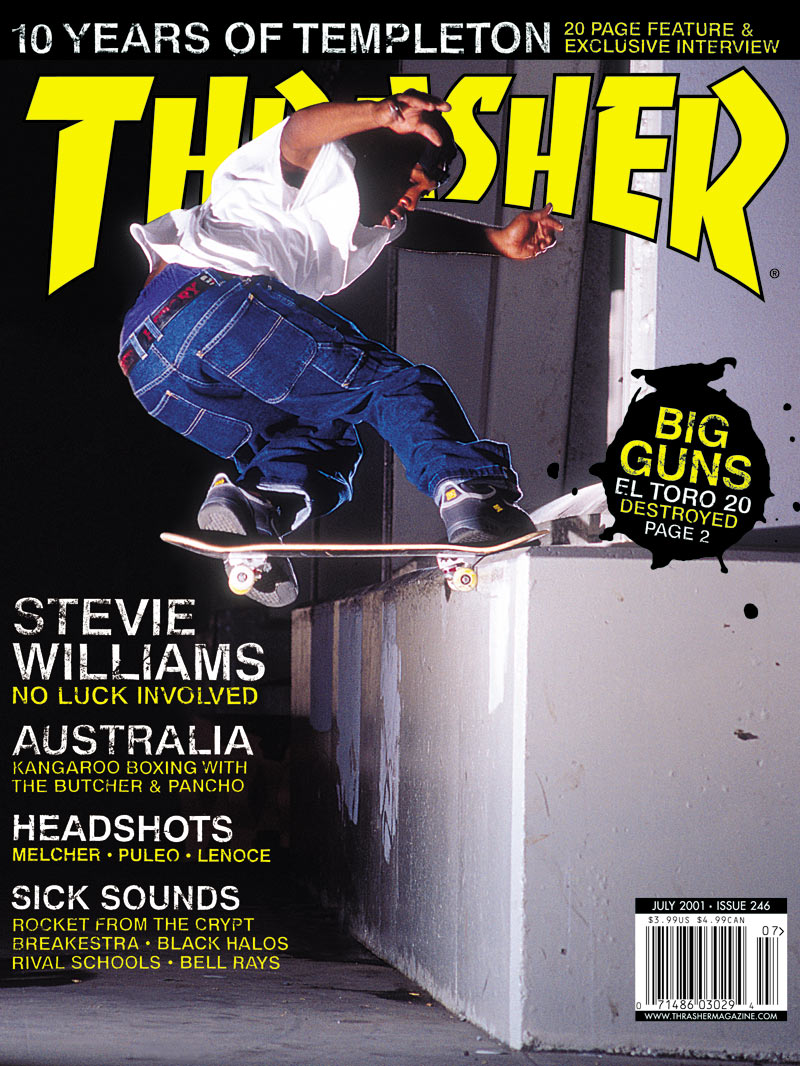 10 YEARS OF TEMPLETON
20 PAGE FEATURE &
EXCLUSIVE INTERVIEW
THRASHER
®
BIG
GUNS
EL TORO 20
DESTROYED
PAGE 2
STEVIE
WILLIAMS
NO LUCK INVOLVED
AUSTRALIA
KANGAROO BOXING WITH
THE BUTCHER & PANCHO
HEADSHOTS
MELCHER • PULEO • LENOCE
SICK SOUNDS
ROCKET FROM THE CRYPT
BREAKESTRA • BLACK HALOS
RIVAL SCHOOLS • BELL RAYS
JULY 2001 • ISSUE 246
$3.99US $4.99CAN
07>
0 71486 03029 4
WWW.THRASHERMAGAZINE.COM